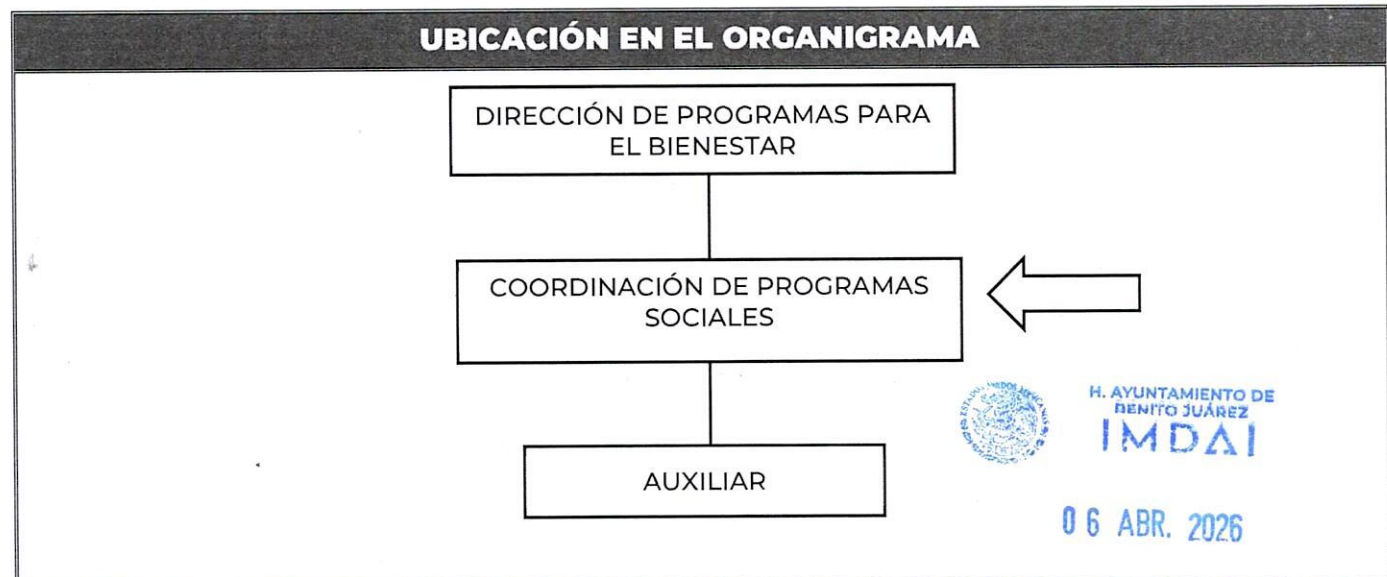 UBICACIÓN EN EL ORGANIGRAMA
DIRECCIÓN DE PROGRAMAS PARA
EL BIENESTAR
COORDINACIÓN DE PROGRAMAS
SOCIALES
H. AYUNTAMIENTO DE
BENITO JUÁREZ
IMDAI
AUXILIAR
06 ABR. 2026